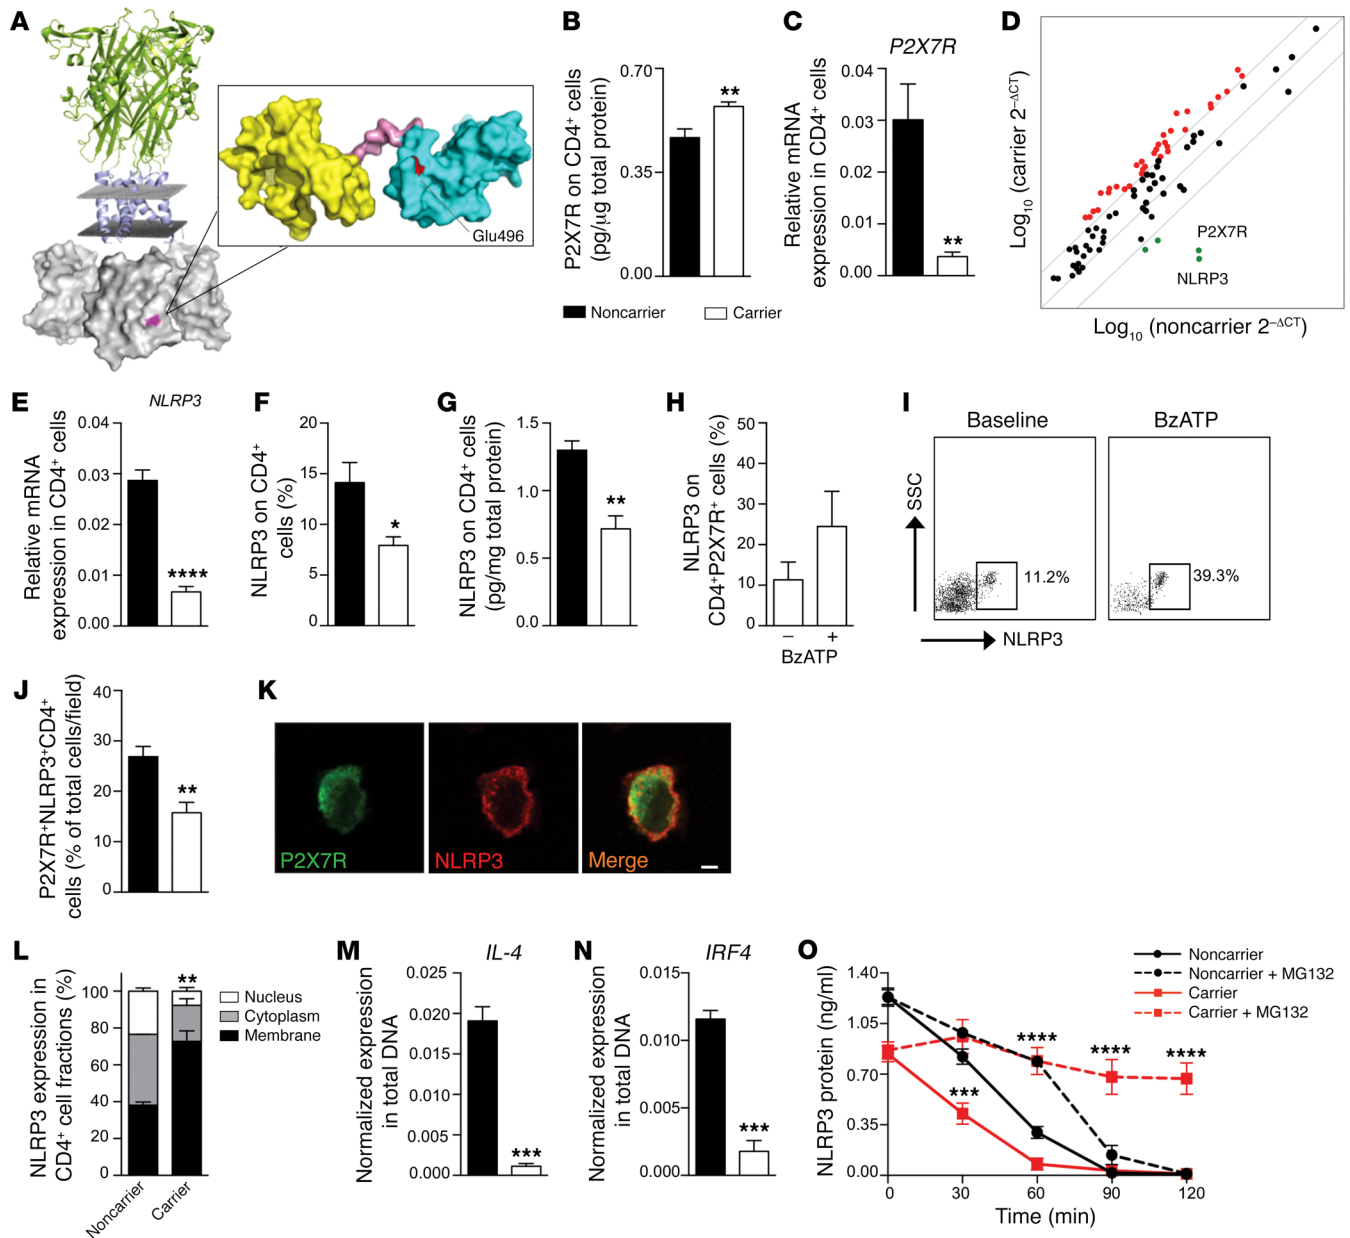 A
Glu496
B
P2X7R on CD4⁺ cells
(pg/µg total protein)
0.70
0.35
0.00
**
Noncarrier
Carrier
C
P2X7R
Relative mRNA
expression in CD4⁺ cells
0.04
0.03
0.02
0.01
0.00
**
D
Log₁₀ (carrier 2⁻ΔCT)
P2X7R
NLRP3
Log₁₀ (noncarrier 2⁻ΔCT)
E
NLRP3
Relative mRNA
expression in CD4⁺ cells
0.04
0.03
0.02
0.01
0.00
****
F
NLRP3 on CD4⁺
cells (%)
20
15
10
5
0
*
G
NLRP3 on CD4⁺ cells
(pg/mg total protein)
1.5
1.0
0.5
0.0
**
H
NLRP3 on
CD4⁺P2X7R⁺ cells (%)
50
40
30
20
10
0
– +
BzATP
I
Baseline
BzATP
SSC
11.2%
39.3%
NLRP3
J
P2X7R⁺NLRP3⁺CD4⁺
cells (% of total cells/field)
40
30
20
10
0
**
K
P2X7R
NLRP3
Merge
L
NLRP3 expression in
CD4⁺ cell fractions (%)
100
80
60
40
20
0
**
Nucleus
Cytoplasm
Membrane
Noncarrier
Carrier
M
IL-4
Normalized expression
in total DNA
0.025
0.020
0.015
0.010
0.005
0.000
***
N
IRF4
Normalized expression
in total DNA
0.015
0.010
0.005
0.000
***
O
Noncarrier
Noncarrier + MG132
Carrier
Carrier + MG132
NLRP3 protein (ng/ml)
1.40
1.05
0.70
0.35
0.00
***
****
****
****
0 30 60 90 120
Time (min)